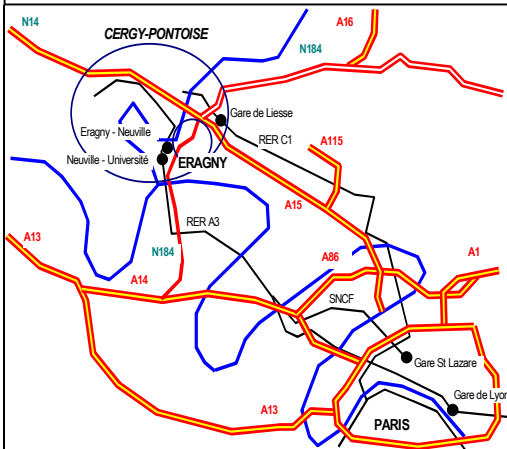 N14
CERGY-PONTOISE
A16
N184
Gare de Liesse
Eragny - Neuville
RER C1
A115
Neuville - Université
ERAGNY
A15
RER A3
A13
N184
A86
A1
A14
SNCF
Gare St Lazare
Gare de Lyon
A13
PARIS